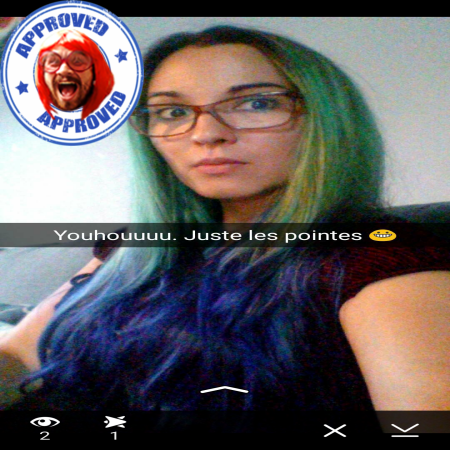 APPROVED
APPROVED
Youhouuuu. Juste les pointes 😂
2
1